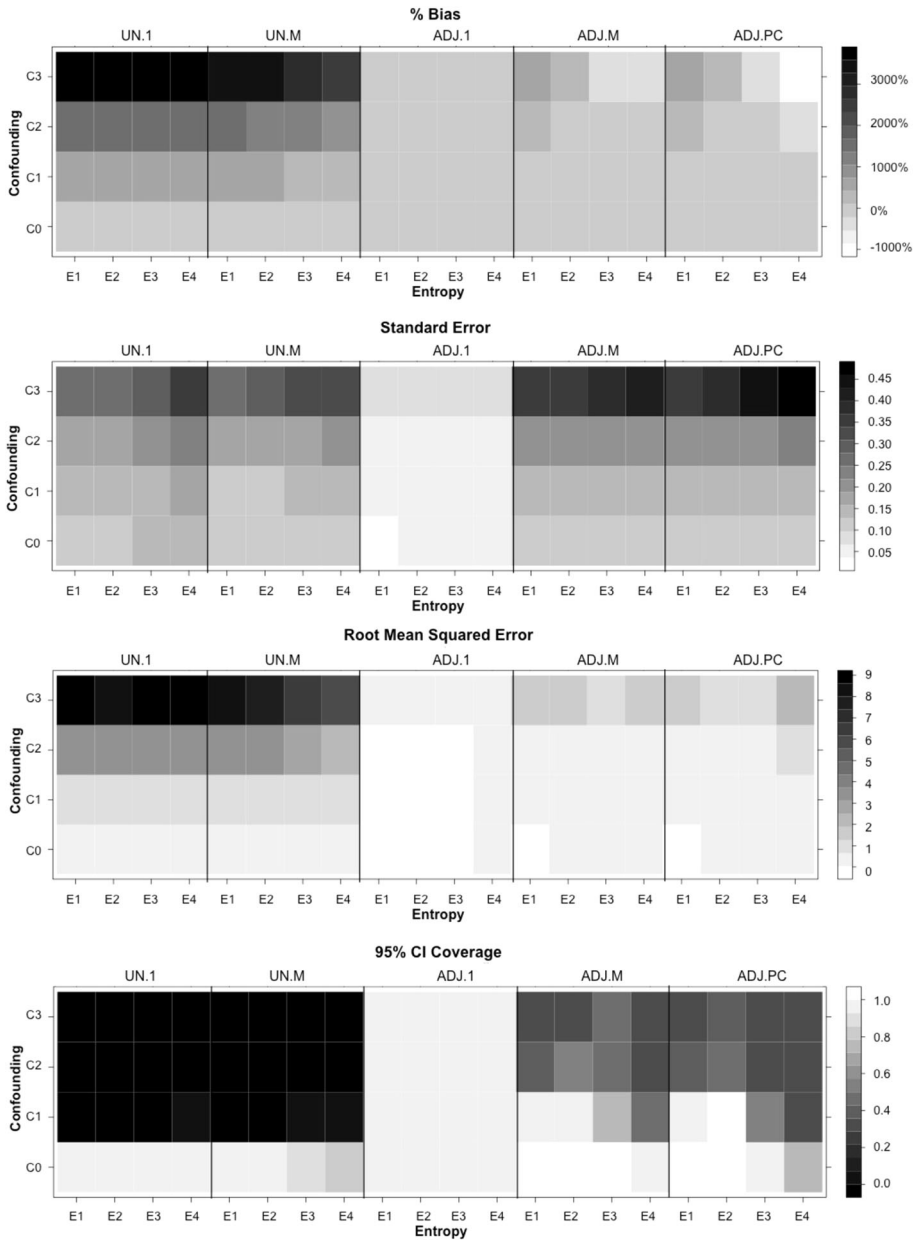 % Bias
UN.1 UN.M ADJ.1 ADJ.M ADJ.PC
Confounding
C3
C2
C1
C0
3000%
2000%
1000%
0%
-1000%
E1 E2 E3 E4 E1 E2 E3 E4 E1 E2 E3 E4 E1 E2 E3 E4 E1 E2 E3 E4
Entropy
Standard Error
UN.1 UN.M ADJ.1 ADJ.M ADJ.PC
Confounding
C3
C2
C1
C0
0.45
0.40
0.35
0.30
0.25
0.20
0.15
0.10
0.05
E1 E2 E3 E4 E1 E2 E3 E4 E1 E2 E3 E4 E1 E2 E3 E4 E1 E2 E3 E4
Entropy
Root Mean Squared Error
UN.1 UN.M ADJ.1 ADJ.M ADJ.PC
Confounding
C3
C2
C1
C0
9
8
7
6
5
4
3
2
1
0
E1 E2 E3 E4 E1 E2 E3 E4 E1 E2 E3 E4 E1 E2 E3 E4 E1 E2 E3 E4
Entropy
95% CI Coverage
UN.1 UN.M ADJ.1 ADJ.M ADJ.PC
Confounding
C3
C2
C1
C0
1.0
0.8
0.6
0.4
0.2
0.0
E1 E2 E3 E4 E1 E2 E3 E4 E1 E2 E3 E4 E1 E2 E3 E4 E1 E2 E3 E4
Entropy